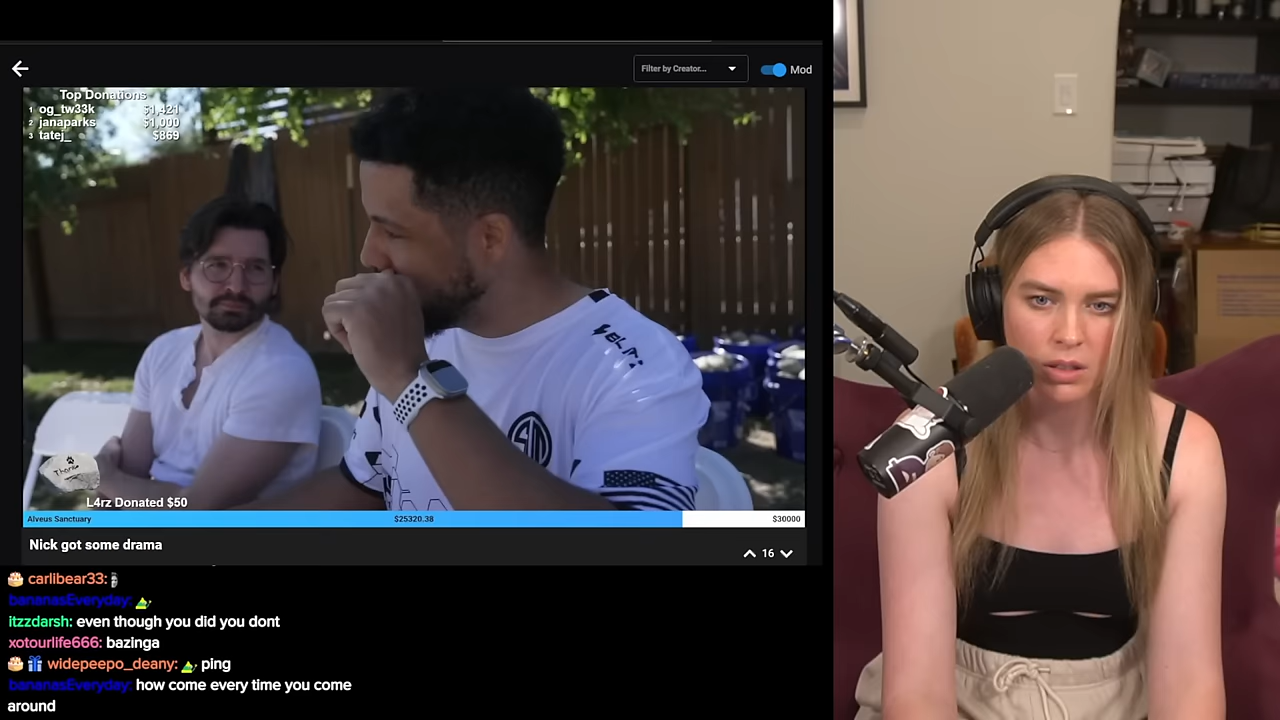 Filter by Creator...
Mod
Top Donations
1 og_tw33k $1,421
2 janaparks $1,000
3 tatej_ $869
Thank
L4rz Donated $50
Alveus Sanctuary $25320.38 $30000
Nick got some drama
16
carlibear33:
bananasEveryday:
itzzdarsh: even though you did you dont
xotourlife666: bazinga
widepeepo_deany: ping
bananasEveryday: how come every time you come
around